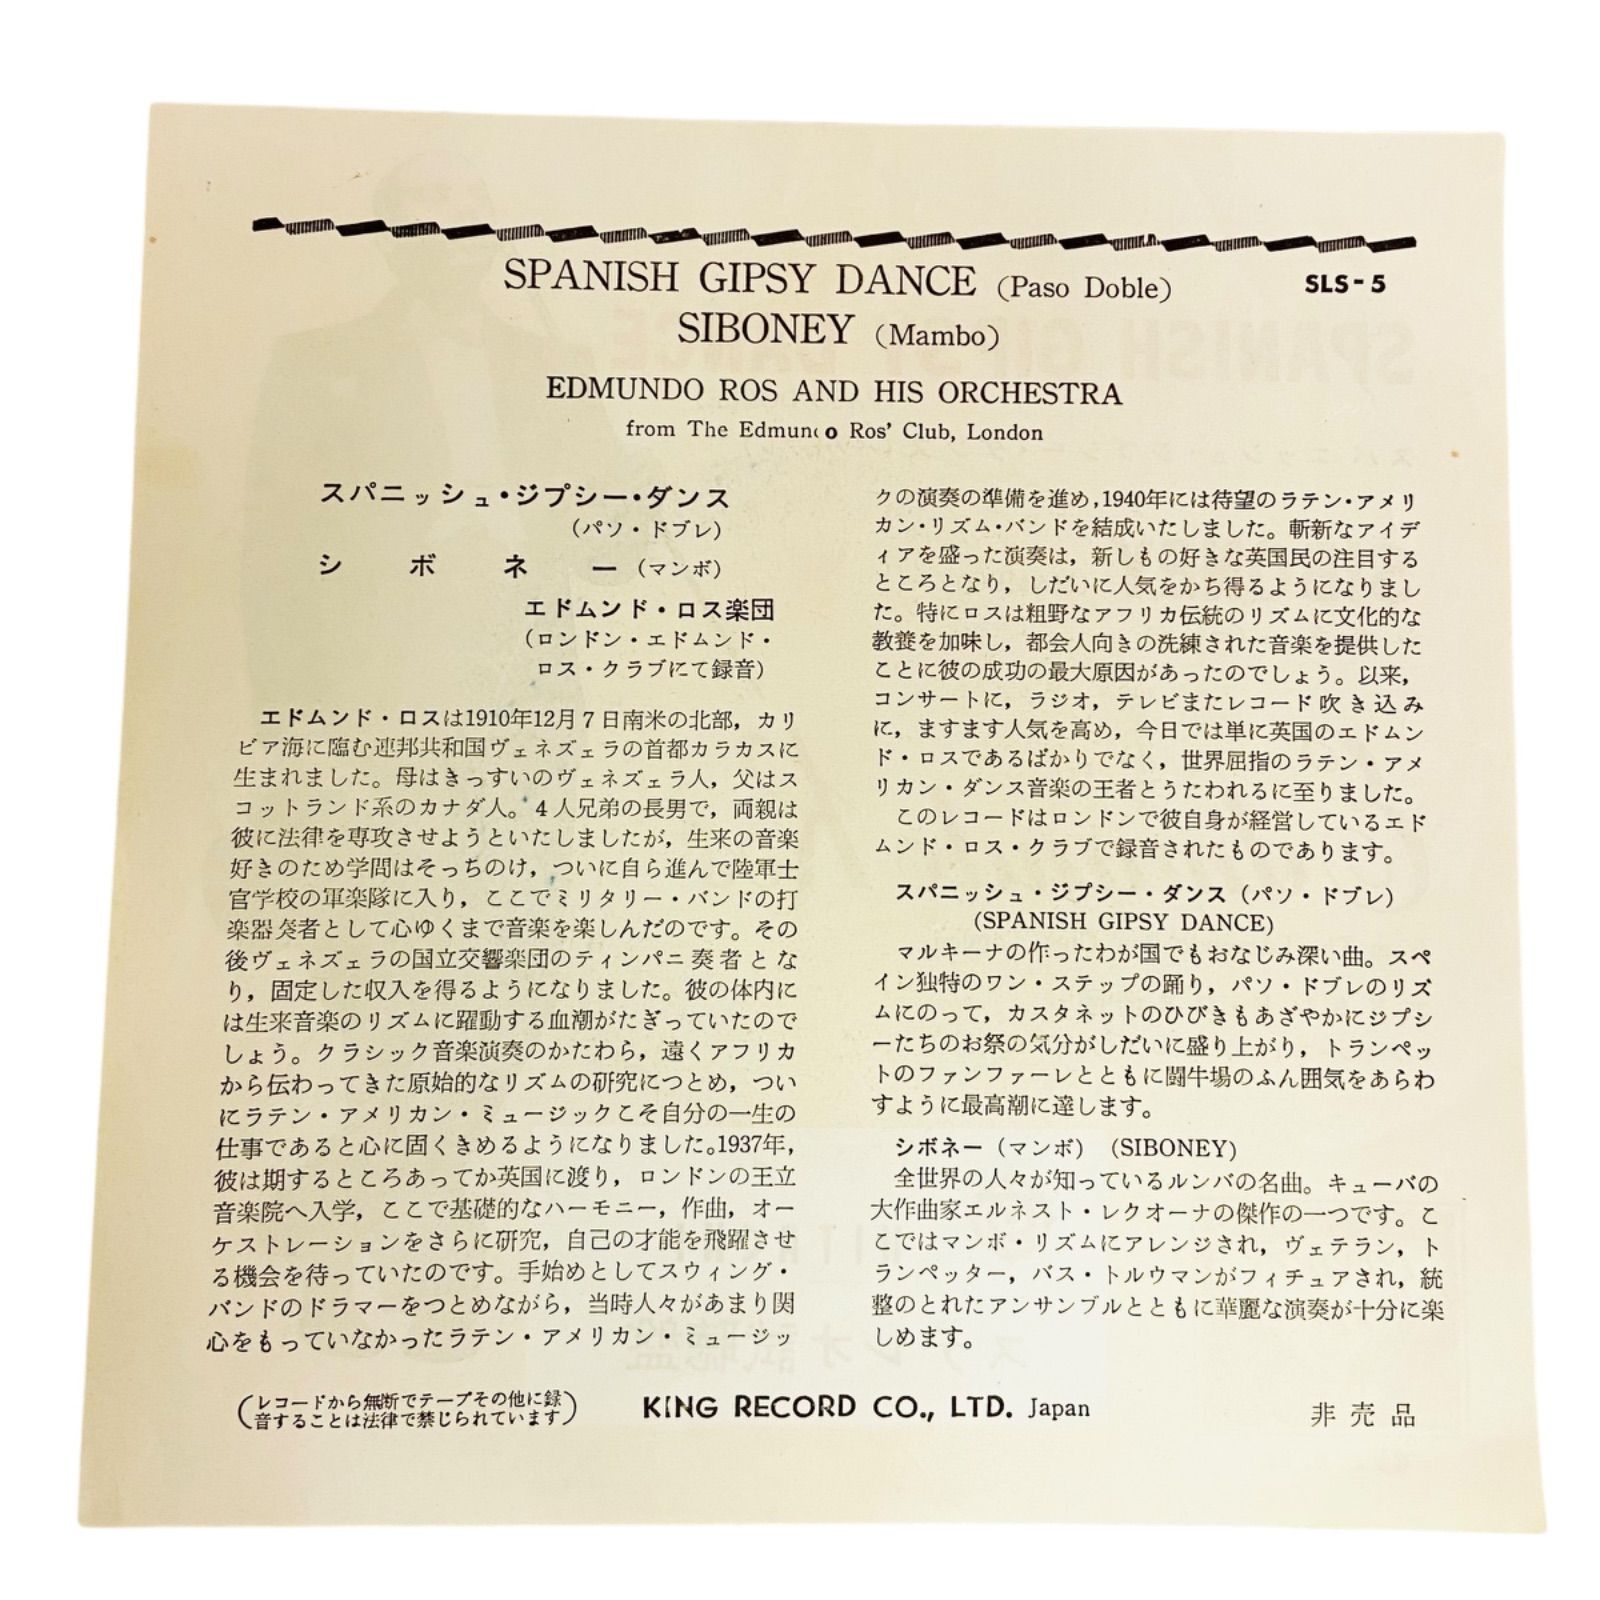 SPANISH GIPSY DANCE (Paso Doble) SLS-5
SIBONEY (Mambo)
EDMUNDO ROS AND HIS ORCHESTRA
from The Edmundo Ros' Club, London
スパニッシュ・ジプシー・ダンス
(パソ・ドブレ)
シボネー(マンボ)
エドムンド・ロス楽団
(ロンドン・エドムンド・
ロス・クラブにて録音)
エドムンド・ロスは1910年12月7日南米の北部,カリ
ビア海に臨む連邦共和国ヴェネズェラの首都カラカスに
生まれました。母はきっすいのヴェネズェラ人,父はス
コットランド系のカナダ人。4人兄弟の長男で,両親は
彼に法律を専攻させようといたしましたが,生来の音楽
好きのため学問はそっちのけ,ついに自ら進んで陸軍士
官学校の軍楽隊に入り,ここでミリタリー・バンドの打
楽器奏者として心ゆくまで音楽を楽しんだのです。その
後ヴェネズェラの国立交響楽団のティンパニ奏者とな
り,固定した収入を得るようになりました。彼の体内に
は生来音楽のリズムに躍動する血潮がたぎっていたので
しょう。クラシック音楽演奏のかたわら,遠くアフリカ
から伝わってきた原始的なリズムの研究につとめ,つい
にラテン・アメリカン・ミュージックこそ自分の一生の
仕事であると心に固くきめるようになりました。1937年,
彼は期するところあってか英国に渡り,ロンドンの王立
音楽院へ入学,ここで基礎的なハーモニー,作曲,オー
ケストレーションをさらに研究,自己の才能を飛躍させ
る機会を待っていたのです。手始めとしてスウィング・
バンドのドラマーをつとめながら,当時人々があまり関
心をもっていなかったラテン・アメリカン・ミュージッ
クの演奏の準備を進め,1940年には待望のラテン・アメリ
カン・リズム・バンドを結成いたしました。斬新なアイデ
ィアを盛った演奏は,新しもの好きな英国民の注目する
ところとなり,しだいに人気をかち得るようになりまし
た。特にロスは粗野なアフリカ伝統のリズムに文化的な
教養を加味し,都会人向きの洗練された音楽を提供した
ことに彼の成功の最大原因があったのでしょう。以来,
コンサートに,ラジオ,テレビまたレコード吹き込み
に,ますます人気を高め,今日では単に英国のエドムン
ド・ロスであるばかりでなく,世界屈指のラテン・アメ
リカン・ダンス音楽の王者とうたわれるに至りました。
このレコードはロンドンで彼自身が経営しているエド
ムンド・ロス・クラブで録音されたものであります。
スパニッシュ・ジプシー・ダンス(パソ・ドブレ)
(SPANISH GIPSY DANCE)
マルキーナの作ったわが国でもおなじみ深い曲。スペ
イン独特のワン・ステップの踊り,パソ・ドブレのリズ
ムにのって,カスタネットのひびきもあざやかにジプシ
ーたちのお祭の気分がしだいに盛り上がり,トランペッ
トのファンファーレとともに闘牛場のふん囲気をあらわ
すように最高潮に達します。
シボネー(マンボ) (SIBONEY)
全世界の人々が知っているルンバの名曲。キューバの
大作曲家エルネスト・レクオーナの傑作の一つです。こ
こではマンボ・リズムにアレンジされ,ヴェテラン,ト
ランペッター,バス・トルウマンがフィチュアされ,統
整のとれたアンサンブルとともに華麗な演奏が十分に楽
しめます。
(レコードから無断でテープその他に録
音することは法律で禁じられています)
KING RECORD CO., LTD. Japan
非売品